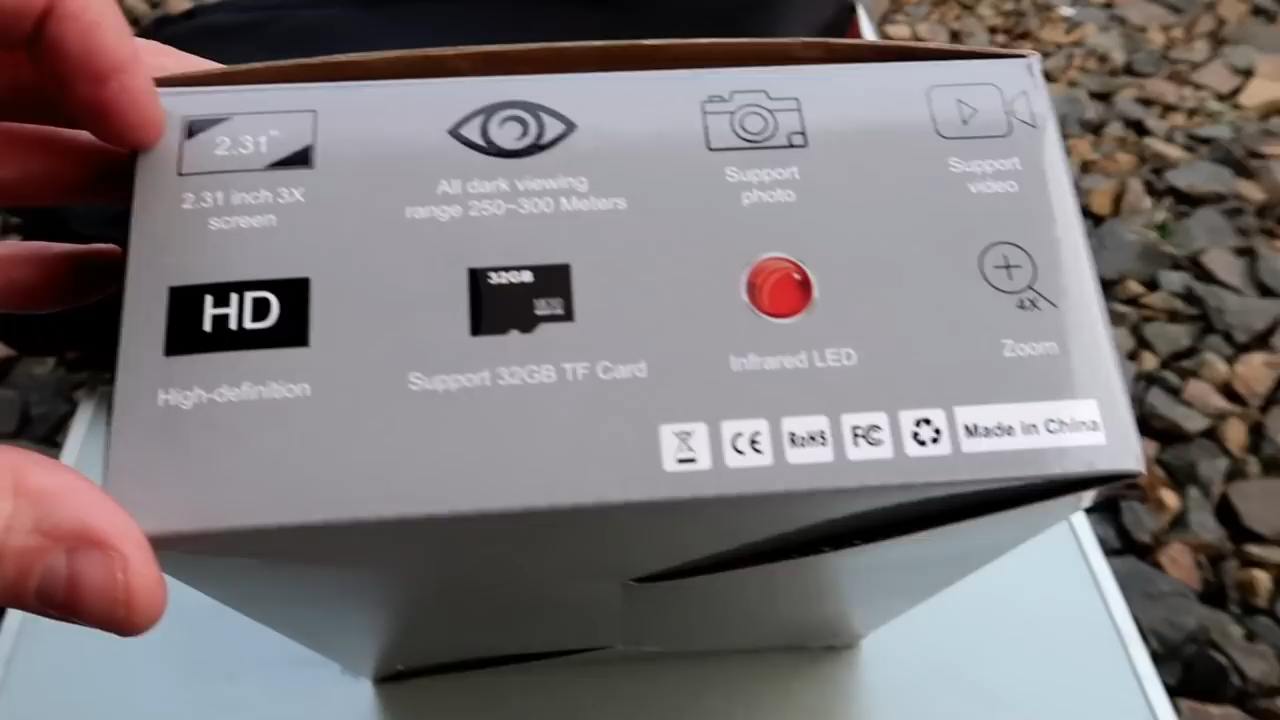 2.31"
2.31 inch 3X
screen
All dark viewing
range 250~300 Meters
Support
photo
Support
video
HD
High-definition
32GB
Support 32GB TF Card
Infrared LED
4X
Zoom
CE
RoHS
FC
Made in China